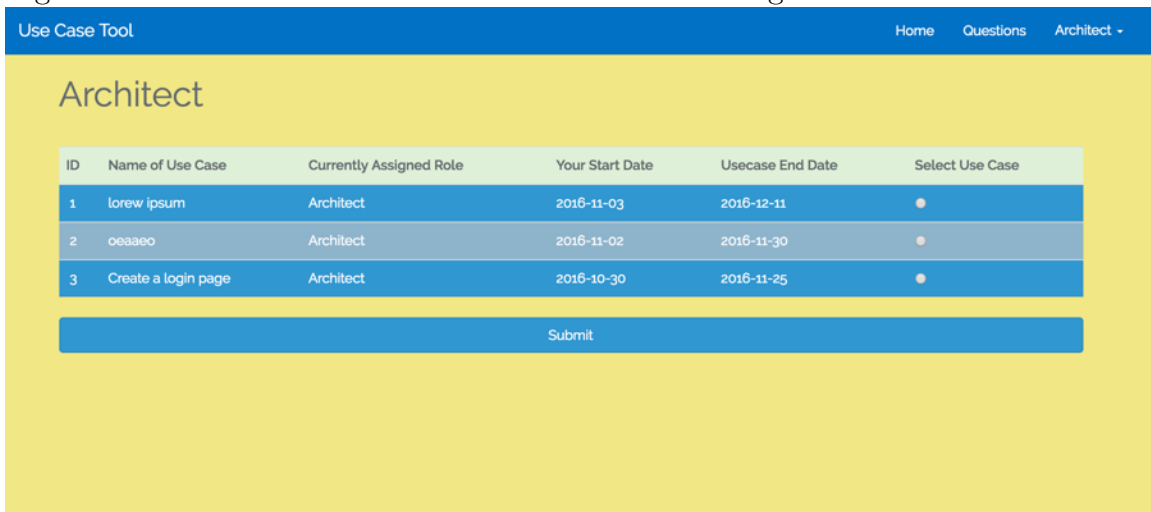 Use Case Tool Home Questions Architect
Architect
ID Name of Use Case Currently Assigned Role Your Start Date Usecase End Date Select Use Case
1 lorew ipsum Architect 2016-11-03 2016-12-11
2 oeaaeo Architect 2016-11-02 2016-11-30
3 Create a login page Architect 2016-10-30 2016-11-25
Submit